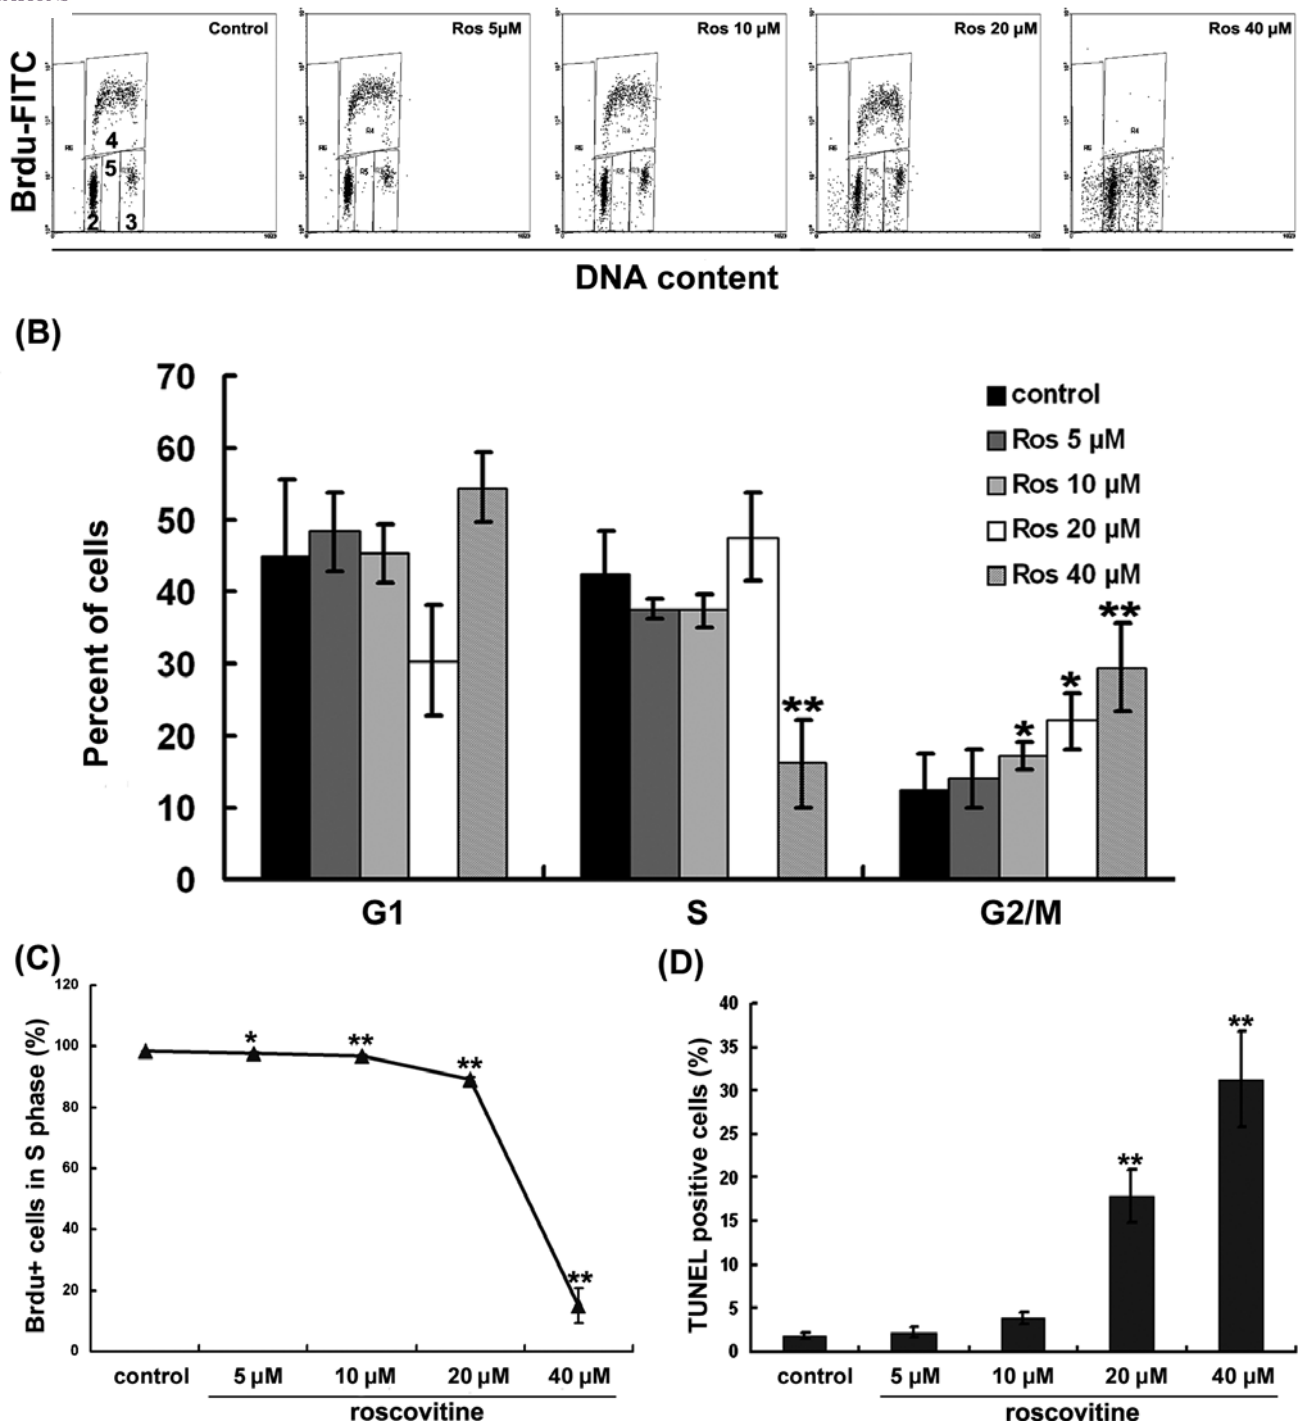 Control
Ros 5µM
Ros 10 µM
Ros 20 µM
Ros 40 µM
Brdu-FITC
R6
4
5
2
3
R4
R5
DNA content
(B)
70
60
50
40
30
20
10
0
Percent of cells
control
Ros 5 µM
Ros 10 µM
Ros 20 µM
Ros 40 µM
**
*
*
**
G1
S
G2/M
(C)
120
100
80
60
40
20
0
Brdu+ cells in S phase (%)
*
**
**
**
control
5 µM
10 µM
20 µM
40 µM
roscovitine
(D)
40
35
30
25
20
15
10
5
0
TUNEL positive cells (%)
**
**
control
5 µM
10 µM
20 µM
40 µM
roscovitine